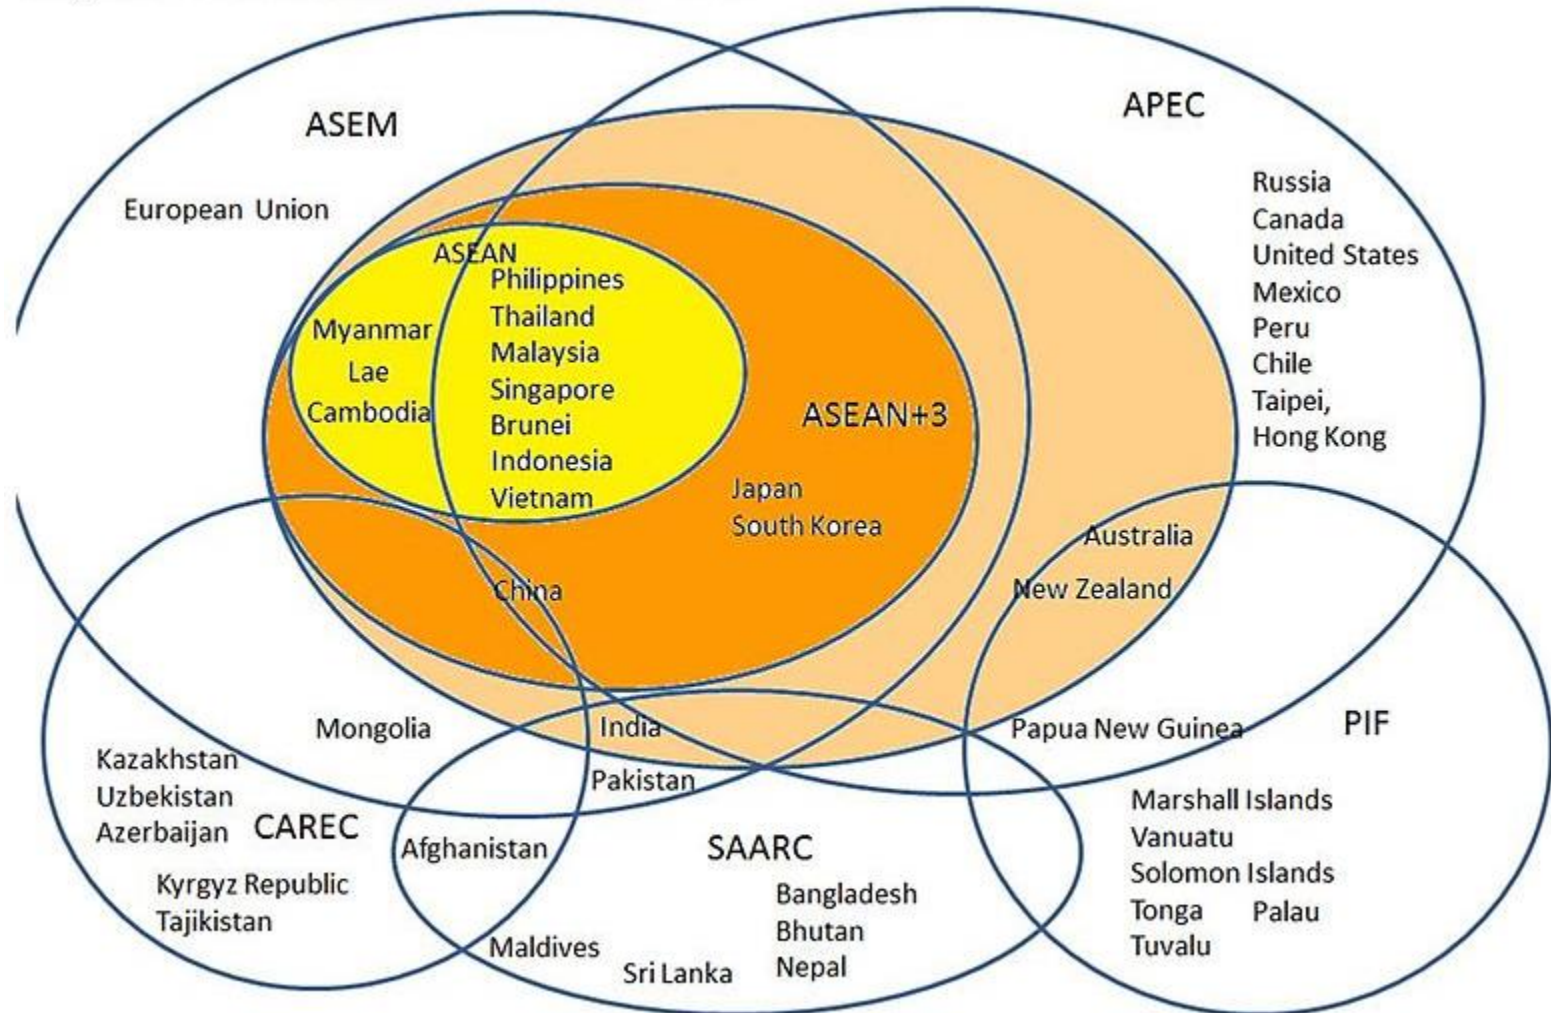 ASEM
APEC
European Union
Russia
Canada
United States
Mexico
Peru
Chile
Taipei,
Hong Kong
ASEAN
Philippines
Thailand
Malaysia
Singapore
Brunei
Indonesia
Vietnam
Myanmar
Lae
Cambodia
ASEAN+3
Japan
South Korea
China
Australia
New Zealand
Mongolia
India
Pakistan
Papua New Guinea
PIF
Kazakhstan
Uzbekistan
Azerbaijan
CAREC
Kyrgyz Republic
Tajikistan
Afghanistan
SAARC
Bangladesh
Bhutan
Nepal
Maldives
Sri Lanka
Marshall Islands
Vanuatu
Solomon Islands
Tonga Palau
Tuvalu